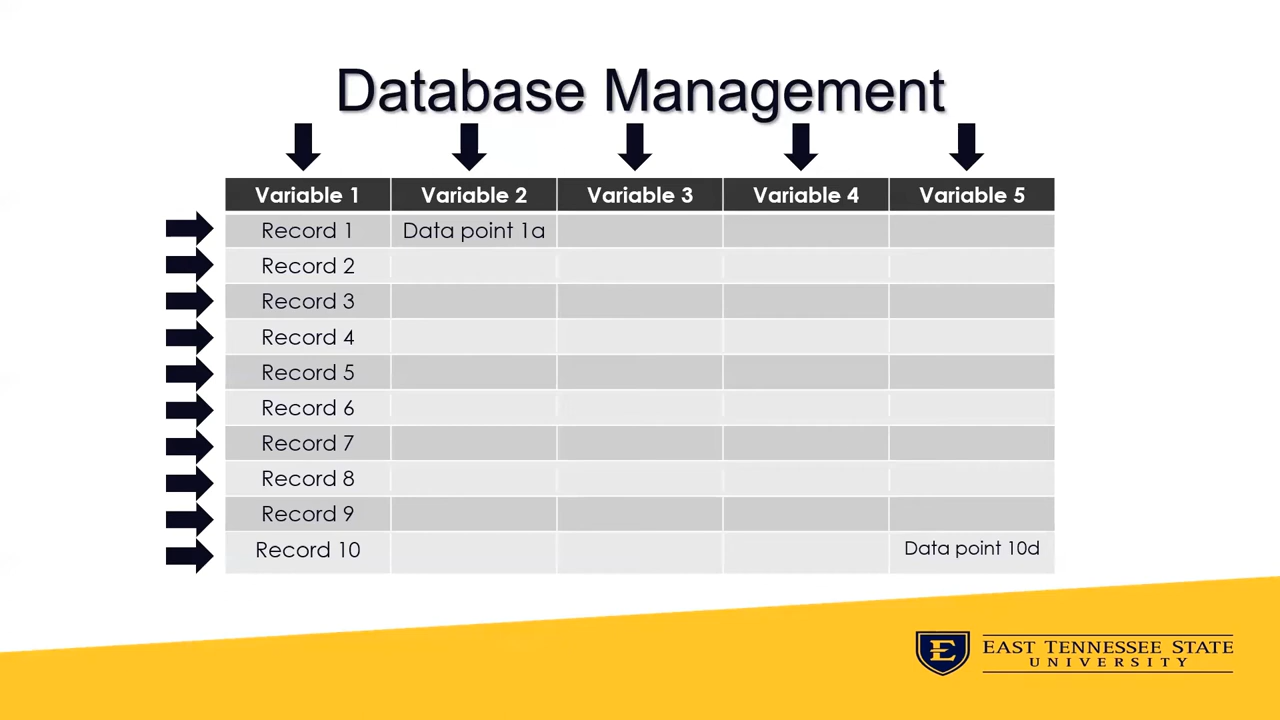 Database Management
Variable 1 Variable 2 Variable 3 Variable 4 Variable 5
Record 1 Data point 1a
Record 2
Record 3
Record 4
Record 5
Record 6
Record 7
Record 8
Record 9
Record 10 Data point 10d
E
EAST TENNESSEE STATE
UNIVERSITY